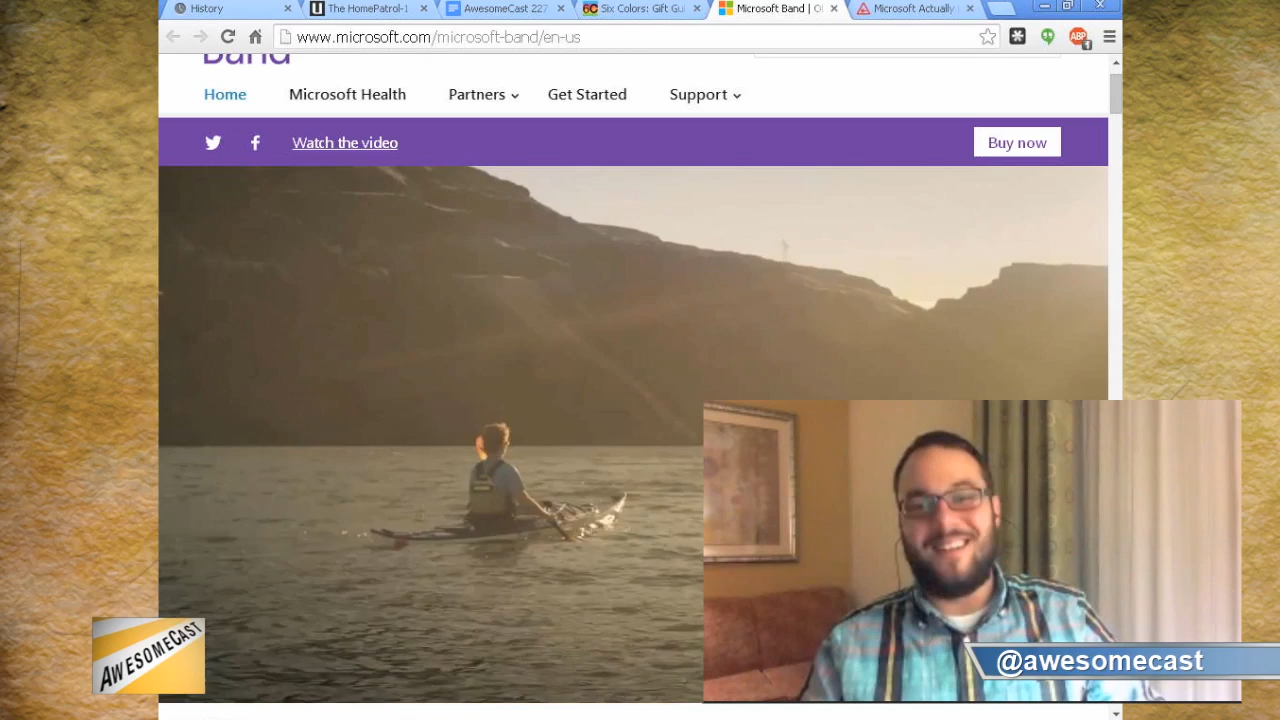 History
The HomePatrol-1
AwesomeCast 227
Six Colors: Gift Gui
Microsoft Band | O
Microsoft Actually
www.microsoft.com/microsoft-band/en-us
ABP
Band
Home
Microsoft Health
Partners
Get Started
Support
Watch the video
Buy now
AwesomeCast
@awesomecast